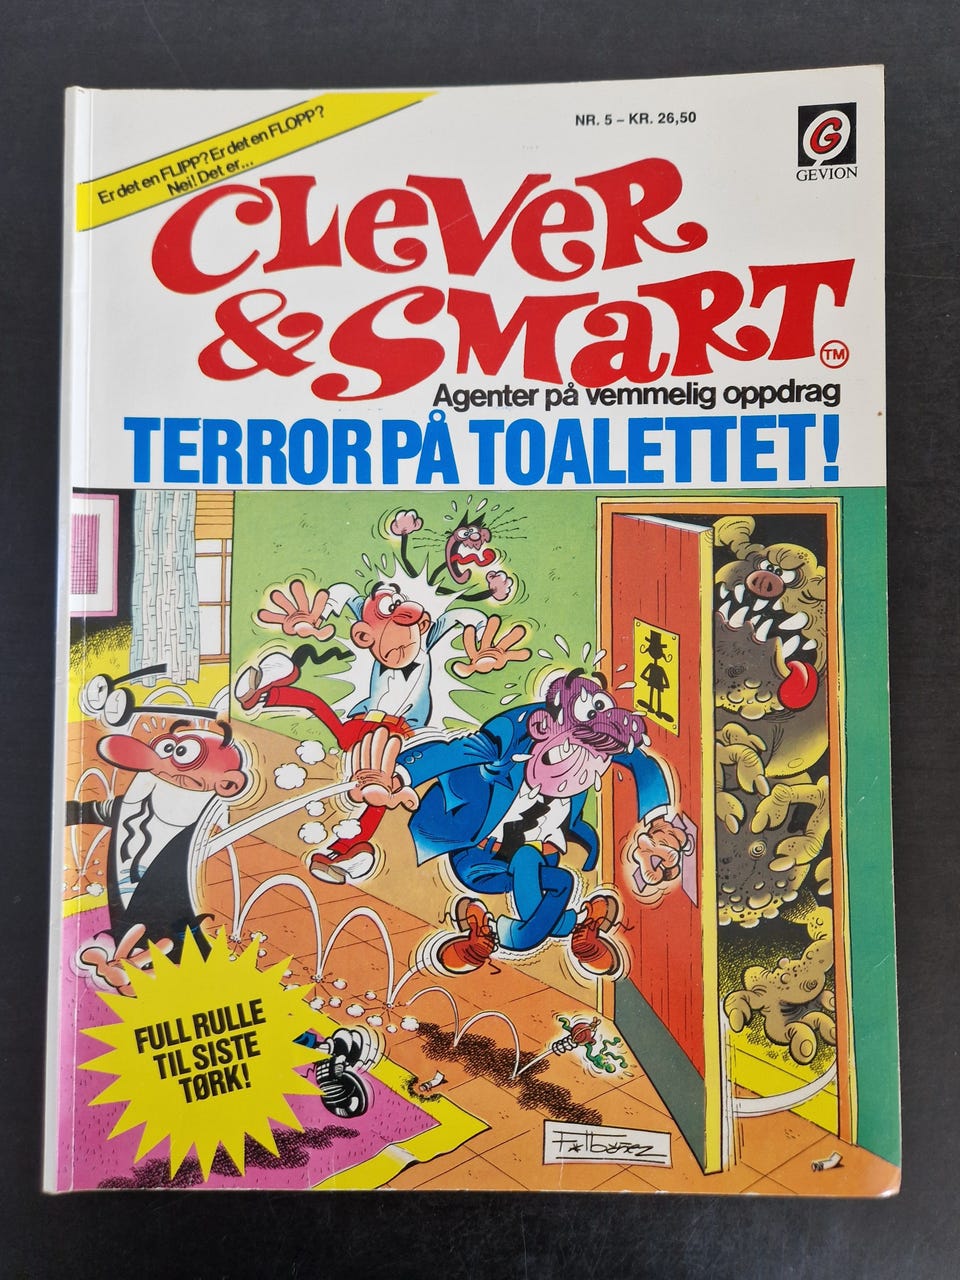 Er det en FLIPP? Er det en FLOPP?
Nei! Det er...
NR. 5 – KR. 26,50
G
GEVION
CLEVER
& SMART
TM
Agenter på vemmelig oppdrag
TERROR PÅ TOALETTET!
FULL RULLE
TIL SISTE
TØRK!
F. Ibáñez